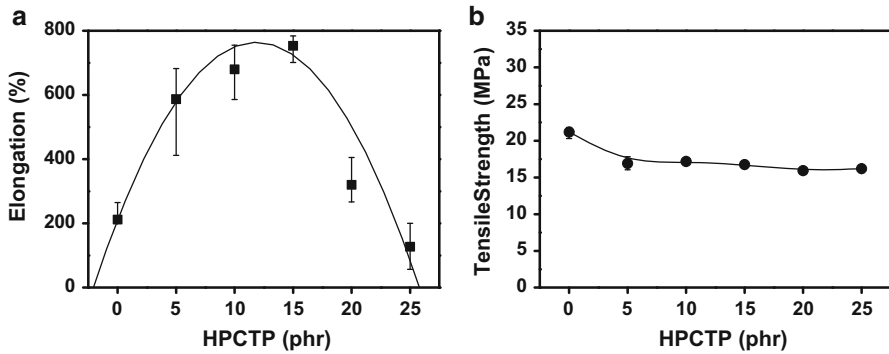 a
800
600
400
200
0
Elongation (%)
0 5 10 15 20 25
HPCTP (phr)
b
35
30
25
20
15
10
5
0
TensileStrength (MPa)
0 5 10 15 20 25
HPCTP (phr)